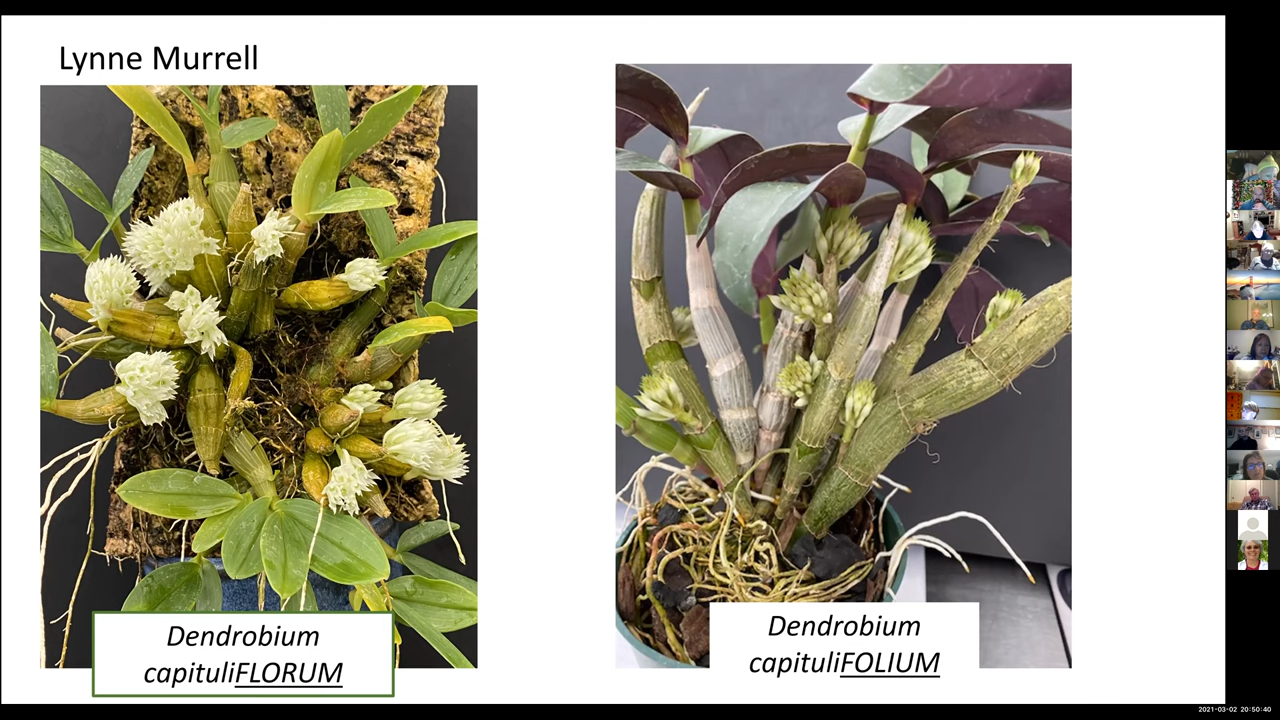 Lynne Murrell
Dendrobium
capituliFLORUM
Dendrobium
capituliFOLIUM
2021-03-02 20:50:40